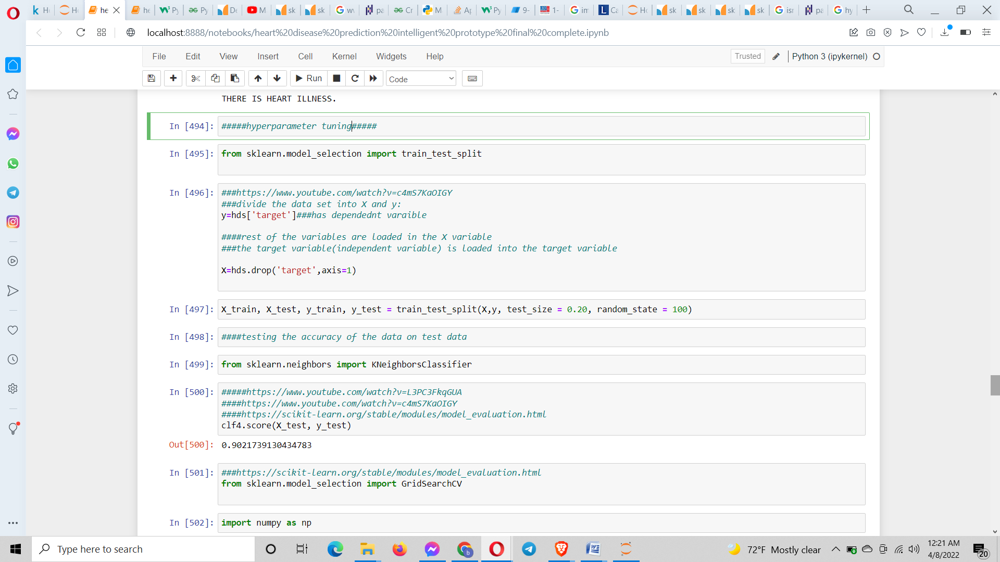 he
localhost:8888/notebooks/heart%20disease%20prediction%20intelligent%20prototype%20final%20complete.ipynb
File Edit View Insert Cell Kernel Widgets Help
Trusted Python 3 (ipykernel)
Run Code
THERE IS HEART ILLNESS.
In [494]: #####hyperparameter tuning#####
In [495]: from sklearn.model_selection import train_test_split
In [496]: ###https://www.youtube.com/watch?v=c4mS7KaOIGY
###divide the data set into X and y:
y=hds['target']###has dependednt varaible
####rest of the variables are loaded in the X variable
###the target variable(independent variable) is loaded into the target variable
X=hds.drop('target',axis=1)
In [497]: X_train, X_test, y_train, y_test = train_test_split(X,y, test_size = 0.20, random_state = 100)
In [498]: ####testing the accuracy of the data on test data
In [499]: from sklearn.neighbors import KNeighborsClassifier
In [500]: #####https://www.youtube.com/watch?v=L3PC3FkqGUA
####https://www.youtube.com/watch?v=c4mS7KaOIGY
####https://scikit-learn.org/stable/modules/model_evaluation.html
clf4.score(X_test, y_test)
Out[500]: 0.9021739130434783
In [501]: ###https://scikit-learn.org/stable/modules/model_evaluation.html
from sklearn.model_selection import GridSearchCV
In [502]: import numpy as np
Type here to search
72°F Mostly clear
12:21 AM
4/8/2022
20